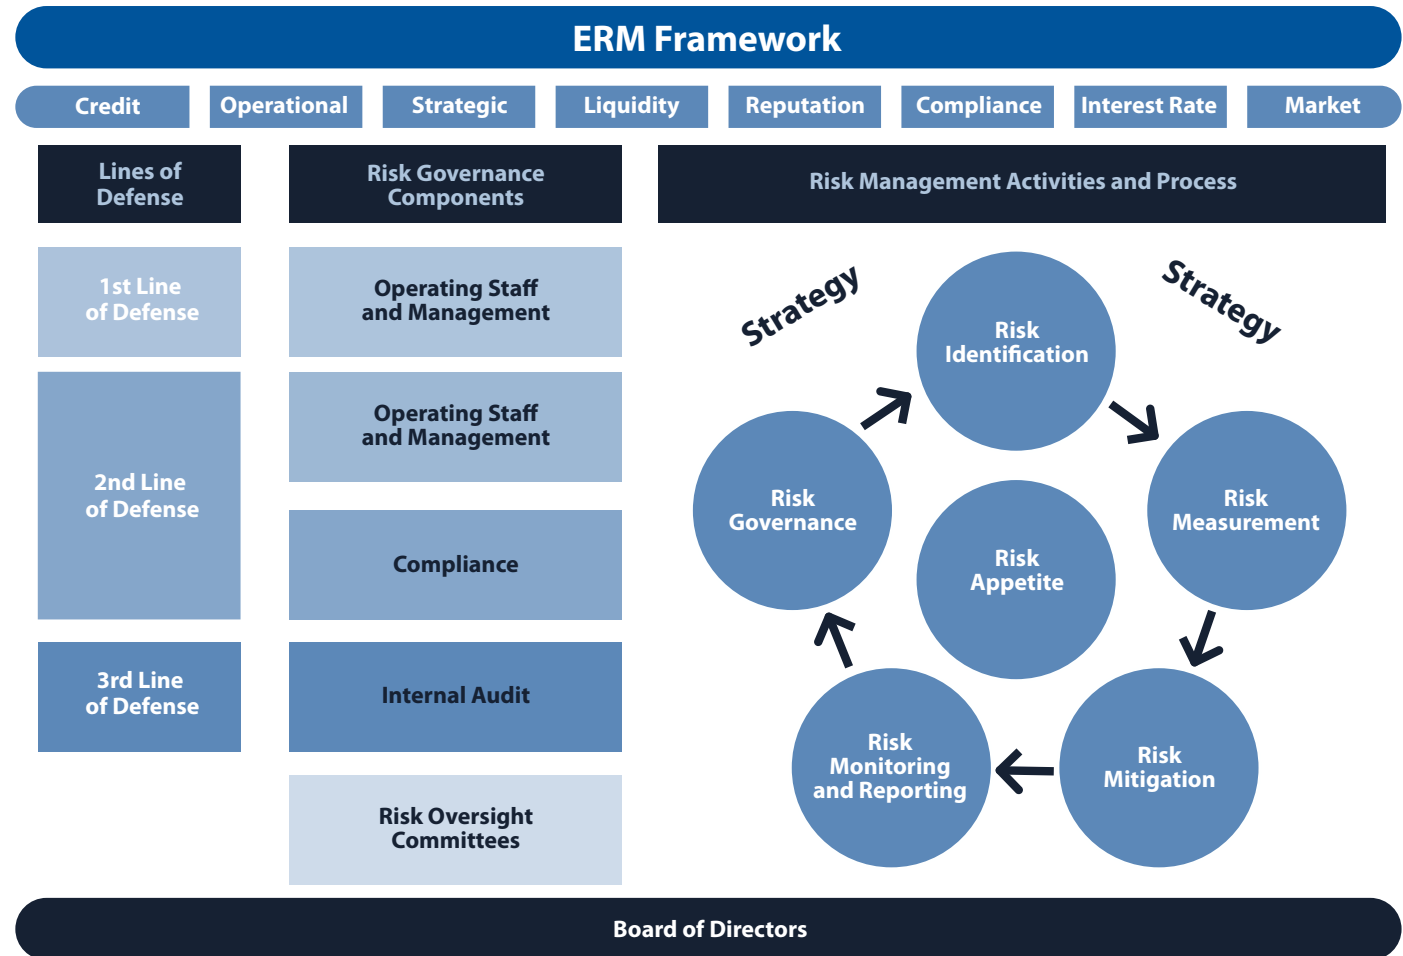 ERM Framework
Credit
Operational
Strategic
Liquidity
Reputation
Compliance
Interest Rate
Market
Lines of
Defense
Risk Governance
Components
Risk Management Activities and Process
1st Line
of Defense
Operating Staff
and Management
2nd Line
of Defense
Operating Staff
and Management
Compliance
3rd Line
of Defense
Internal Audit
Risk Oversight
Committees
Strategy
Strategy
Risk
Identification
Risk
Measurement
Risk
Mitigation
Risk
Monitoring
and Reporting
Risk
Governance
Risk
Appetite
Board of Directors